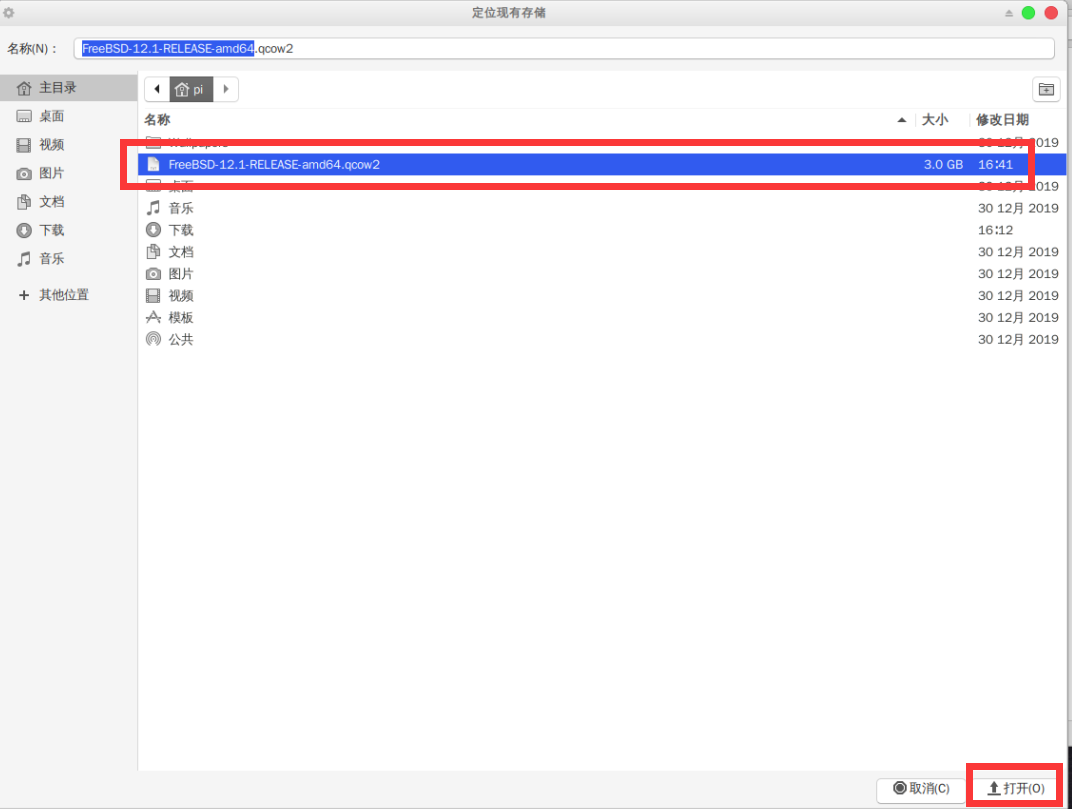 定位现有存储
名称(N)： FreeBSD-12.1-RELEASE-amd64.qcow2
主目录
桌面
视频
图片
文档
下载
音乐
其他位置
pi
名称 大小 修改日期
Wallpapers 30 12月 2019
FreeBSD-12.1-RELEASE-amd64.qcow2 3.0 GB 16∶41
桌面 30 12月 2019
音乐 30 12月 2019
下载 16∶12
文档 30 12月 2019
图片 30 12月 2019
视频 30 12月 2019
模板 30 12月 2019
公共 30 12月 2019
取消(C) 打开(O)